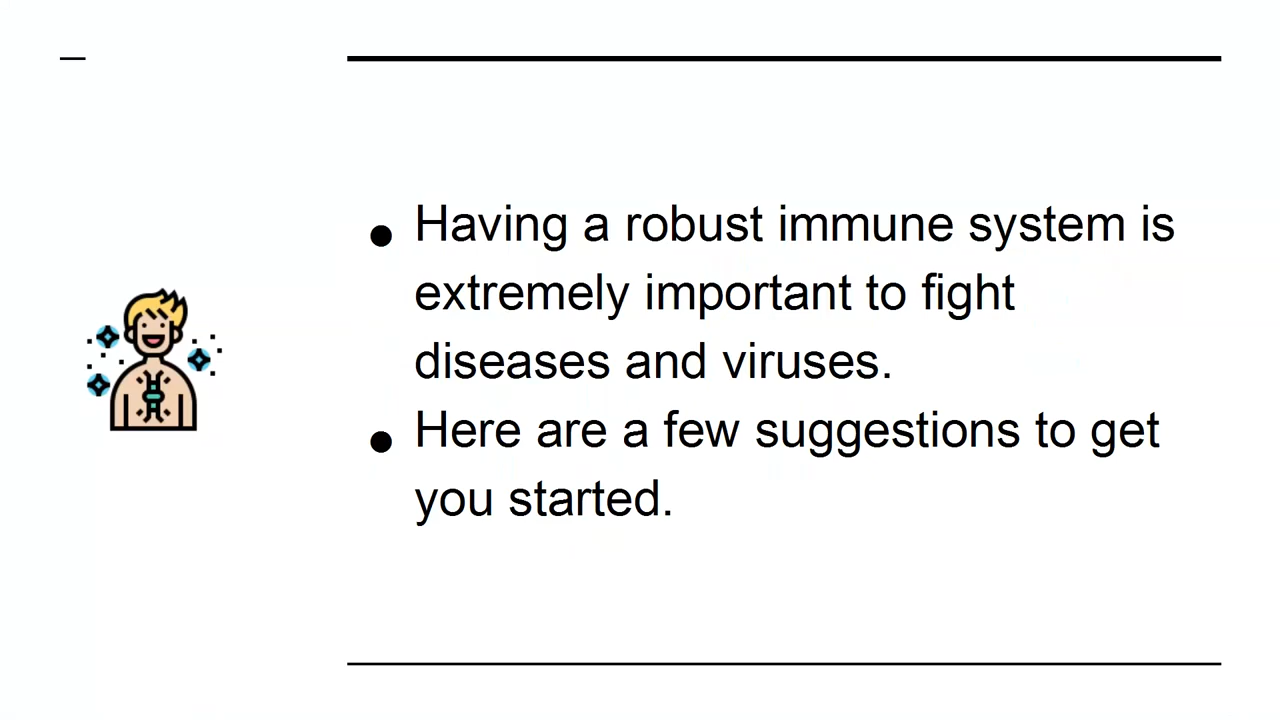 ● Having a robust immune system is
extremely important to fight
diseases and viruses.
● Here are a few suggestions to get
you started.